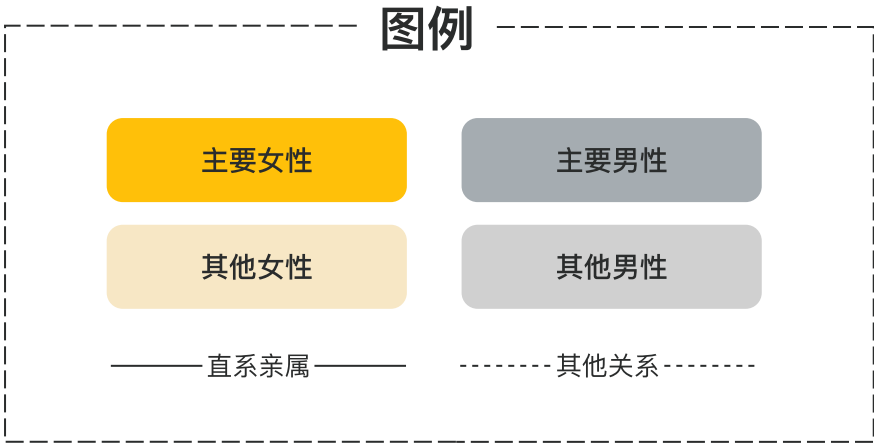 图例
主要女性
主要男性
其他女性
其他男性
直系亲属
其他关系